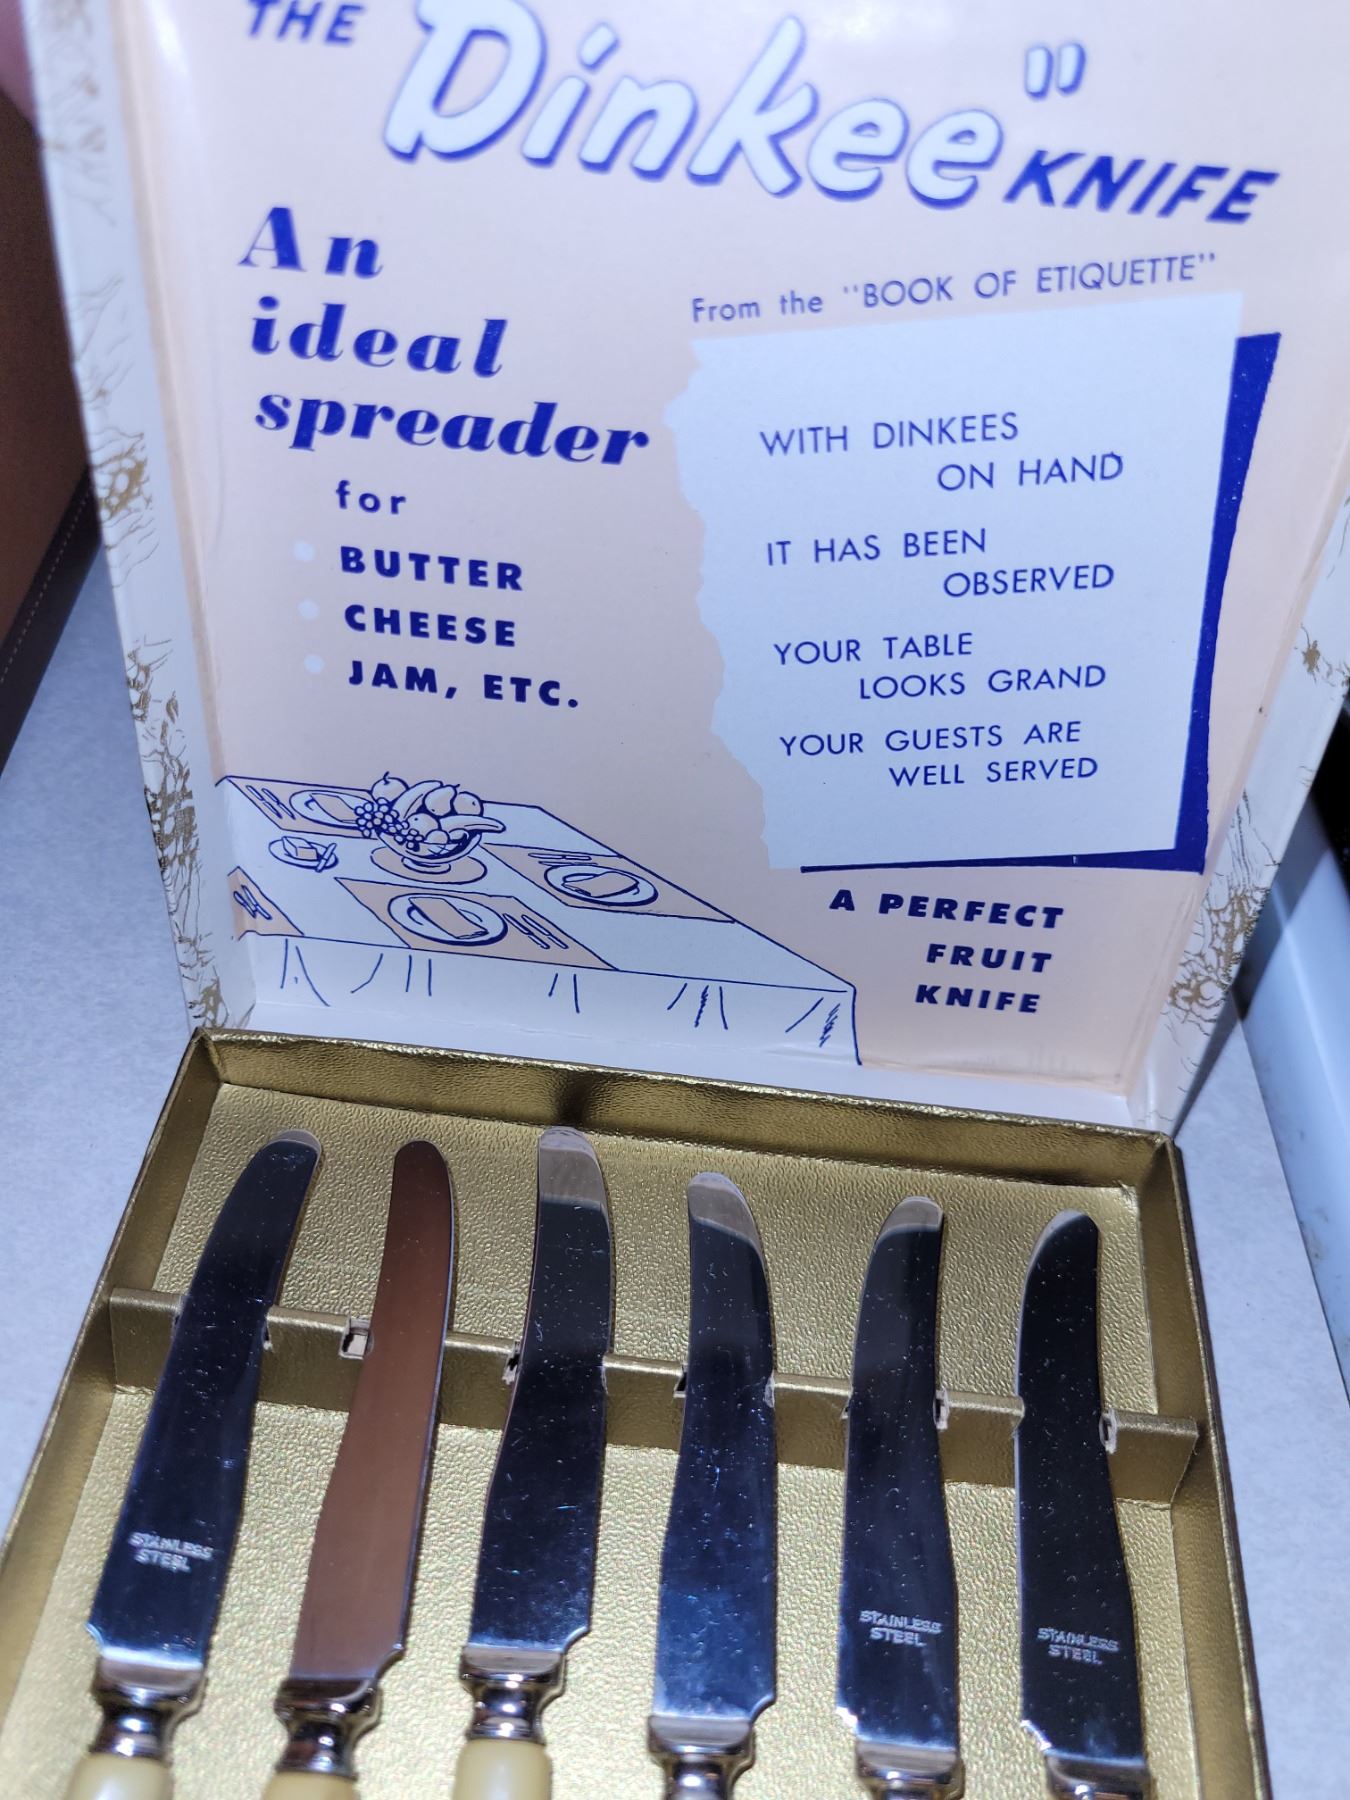 THE "Dinkee" KNIFE
An
ideal
spreader
for
BUTTER
CHEESE
JAM, ETC.
From the "BOOK OF ETIQUETTE"
WITH DINKEES
ON HAND
IT HAS BEEN
OBSERVED
YOUR TABLE
LOOKS GRAND
YOUR GUESTS ARE
WELL SERVED
A PERFECT
FRUIT
KNIFE
STAINLESS
STEEL
STAINLESS
STEEL
STAINLESS
STEEL